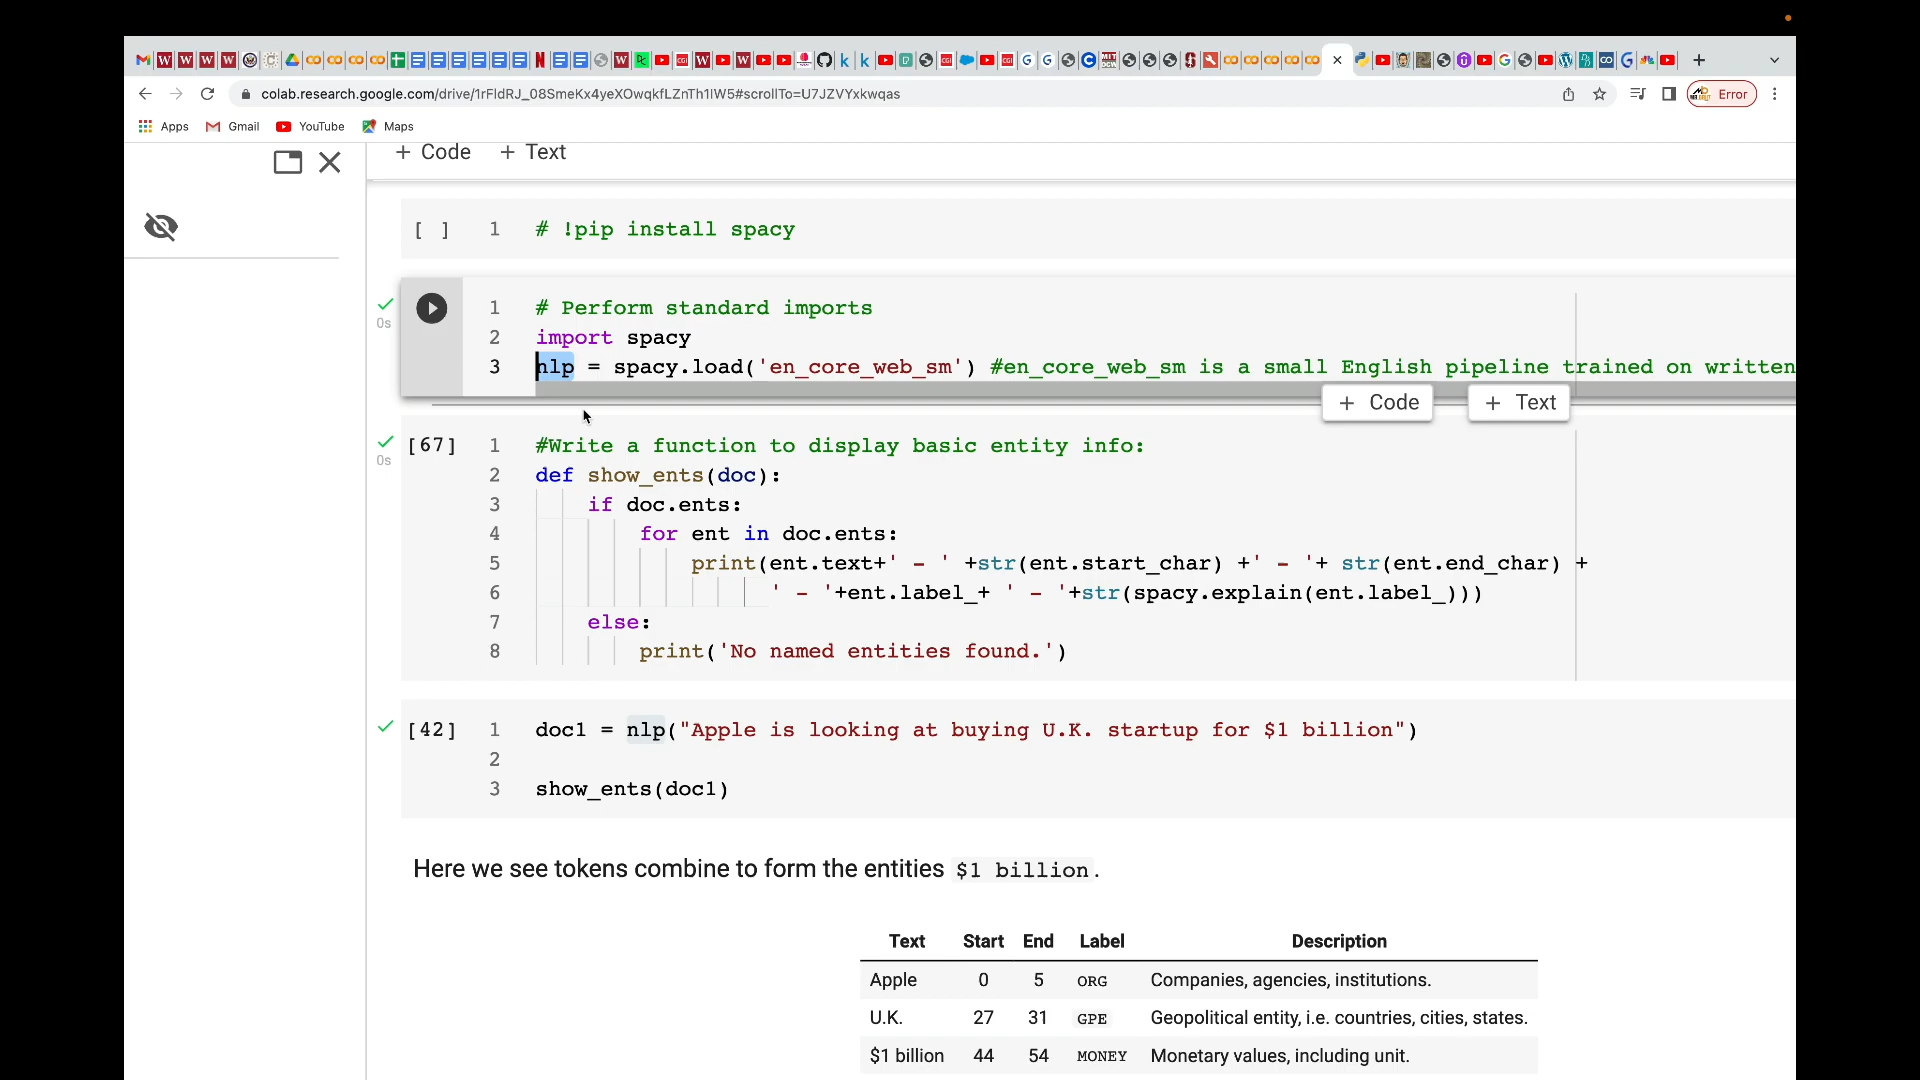 colab.research.google.com/drive/1rFldRJ_08SmeKx4yeXOwqkfLZnTh1lW5#scrollTo=U7JZVYxkwqas
Error
Apps Gmail YouTube Maps
+ Code + Text
[ ] 1 # !pip install spacy
0s
1 # Perform standard imports
2 import spacy
3 nlp = spacy.load('en_core_web_sm') #en_core_web_sm is a small English pipeline trained on written
+ Code + Text
[67] 1 #Write a function to display basic entity info:
0s
2 def show_ents(doc):
3 if doc.ents:
4 for ent in doc.ents:
5 print(ent.text+' - ' +str(ent.start_char) +' - '+ str(ent.end_char) +
6 ' - '+ent.label_+ ' - '+str(spacy.explain(ent.label_)))
7 else:
8 print('No named entities found.')
[42] 1 doc1 = nlp("Apple is looking at buying U.K. startup for $1 billion")
2
3 show_ents(doc1)
Here we see tokens combine to form the entities $1 billion.
Text Start End Label Description
Apple 0 5 ORG Companies, agencies, institutions.
U.K. 27 31 GPE Geopolitical entity, i.e. countries, cities, states.
$1 billion 44 54 MONEY Monetary values, including unit.